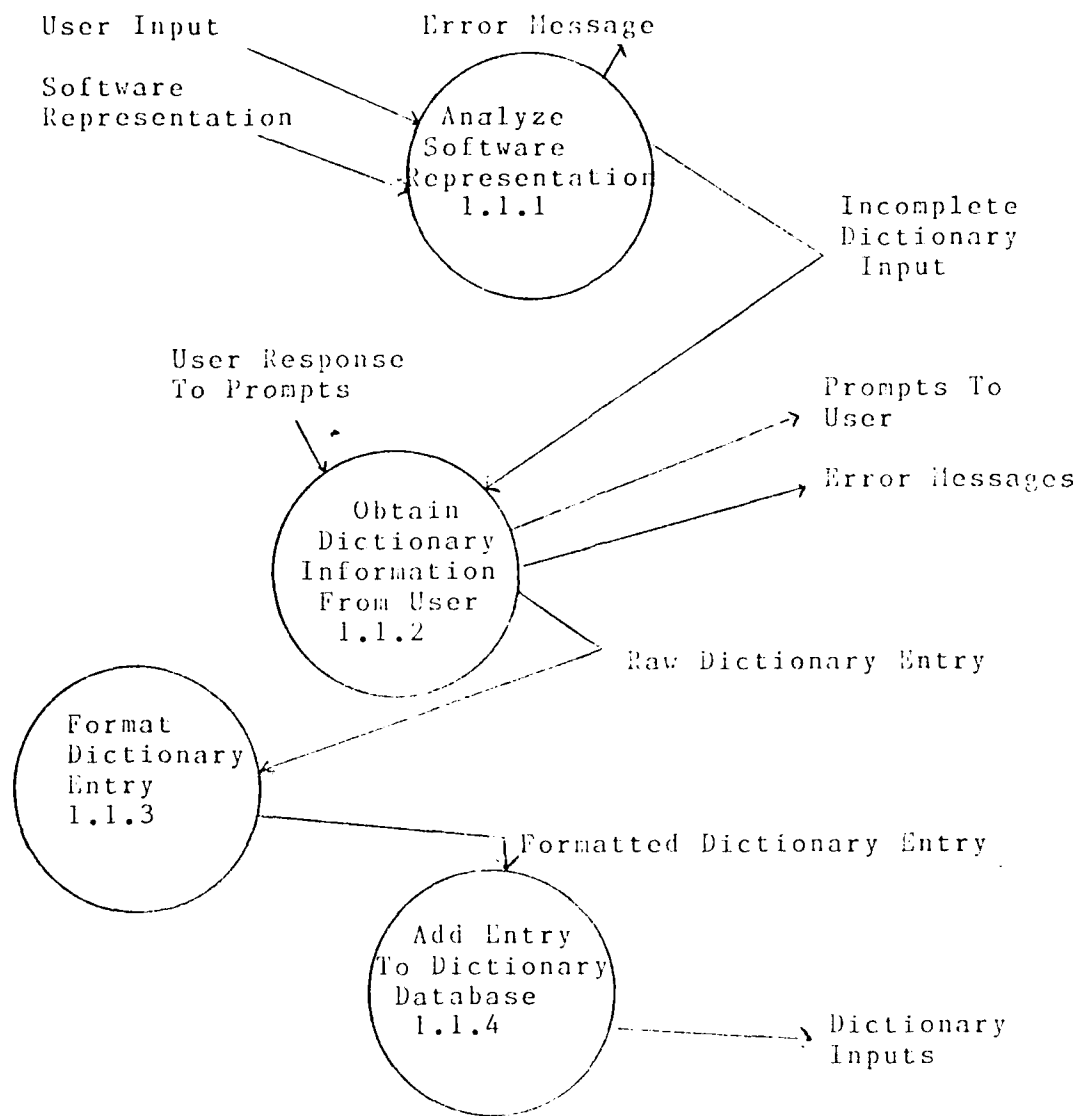 User Input
Error Message
Software
Representation
Analyze
Software
Representation
1.1.1
Incomplete
Dictionary
Input
User Response
To Prompts
Prompts To
User
Error Messages
Obtain
Dictionary
Information
From User
1.1.2
Raw Dictionary Entry
Format
Dictionary
Entry
1.1.3
Formatted Dictionary Entry
Add Entry
To Dictionary
Database
1.1.4
Dictionary
Inputs